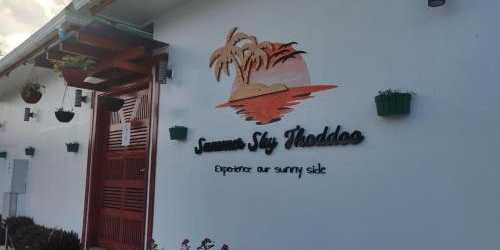 Summer Sky Thoddoo
Experience our sunny side